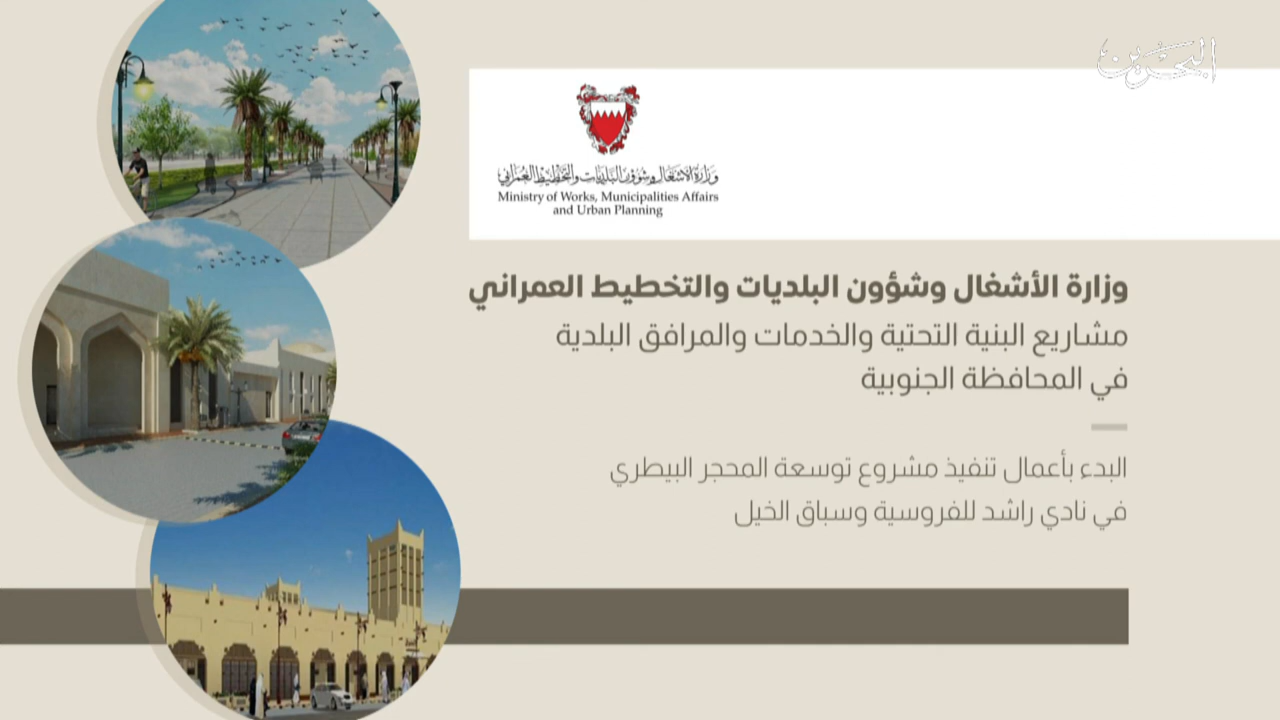 البحرين
وزارة الأشغال وشؤون البلديات والتخطيط العمراني
Ministry of Works, Municipalities Affairs
and Urban Planning
وزارة الأشغال وشؤون البلديات والتخطيط العمراني
مشاريع البنية التحتية والخدمات والمرافق البلدية
في المحافظة الجنوبية
البدء بأعمال تنفيذ مشروع توسعة المحجر البيطري
في نادي راشد للفروسية وسباق الخيل